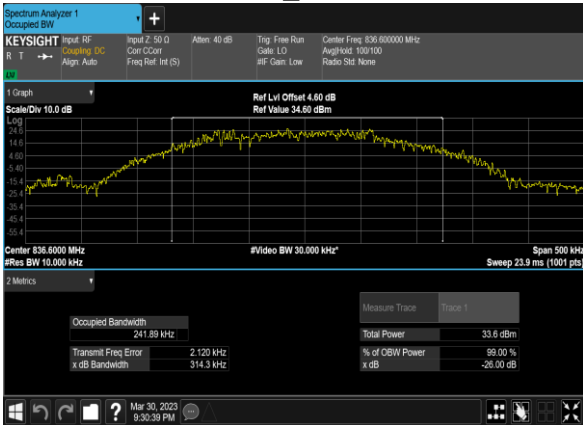 Spectrum Analyzer 1
Occupied BW
+
KEYSIGHT
R T
LU
Input: RF
Coupling: DC
Align: Auto
Input Z: 50 Ω
Corr CCorr
Freq Ref: Int (S)
Atten: 40 dB
Trig: Free Run
Gate: LO
#IF Gain: Low
Center Freq: 836.600000 MHz
Avg|Hold: 100/100
Radio Std: None
1 Graph
Scale/Div 10.0 dB
Ref Lvl Offset 4.60 dB
Ref Value 34.60 dBm
Log
24.6
14.6
4.60
-5.40
-15.4
-25.4
-35.4
-45.4
-55.4
Center 836.6000 MHz
#Video BW 30.000 kHz*
Span 500 kHz
#Res BW 10.000 kHz
Sweep 23.9 ms (1001 pts)
2 Metrics
Measure Trace
Trace 1
Occupied Bandwidth
241.89 kHz
Total Power
33.6 dBm
Transmit Freq Error
2.120 kHz
% of OBW Power
99.00 %
x dB Bandwidth
314.3 kHz
x dB
-26.00 dB
?
Mar 30, 2023
9:30:39 PM